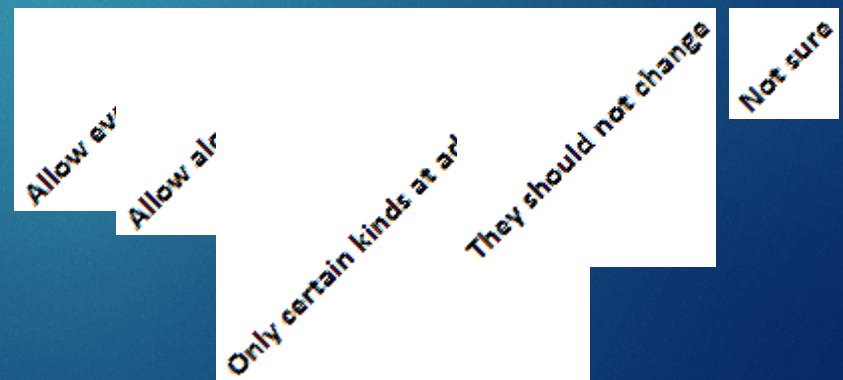 Allow
Allow
Only certain kinds at
They should not change
Not sure